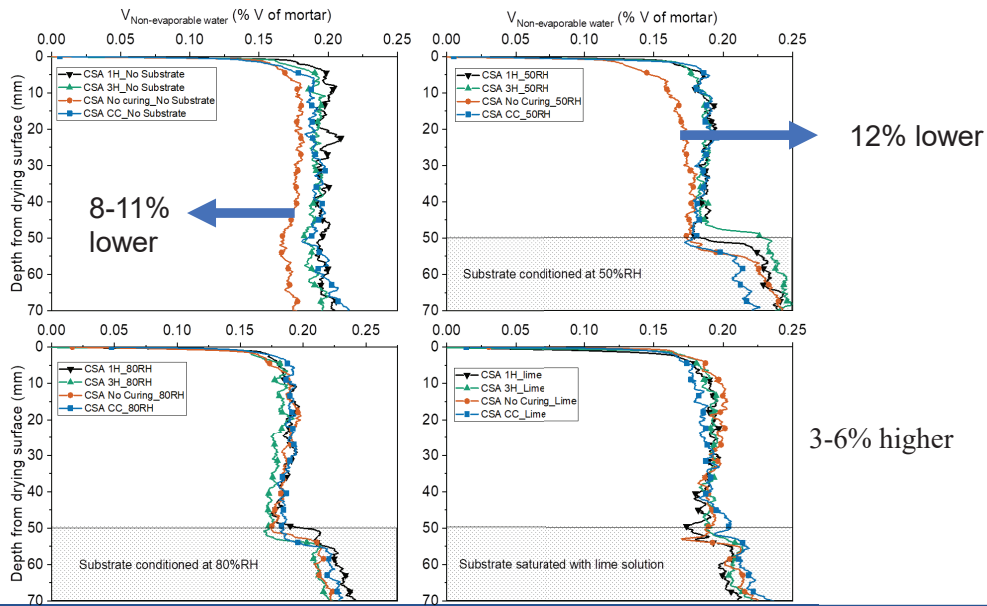 V Non-evaporable water (% V of mortar)
0.00 0.05 0.10 0.15 0.20 0.25
Depth from drying surface (mm)
0
10
20
30
40
50
60
70
CSA 1H_No Substrate
CSA 3H_No Substrate
CSA No curing_No Substrate
CSA CC_No Substrate
8-11%
lower
V Non-evaporable water (% V of mortar)
0.00 0.05 0.10 0.15 0.20 0.25
0
10
20
30
40
50
60
70
CSA 1H_50RH
CSA 3H_50RH
CSA No Curing_50RH
CSA CC_50RH
12% lower
Substrate conditioned at 50%RH
0.00 0.05 0.10 0.15 0.20 0.25
Depth from drying surface (mm)
0
10
20
30
40
50
60
70
CSA 1H_80RH
CSA 3H_80RH
CSA No Curing_80RH
CSA CC_80RH
Substrate conditioned at 80%RH
0.00 0.05 0.10 0.15 0.20 0.25
0
10
20
30
40
50
60
70
CSA 1H_lime
CSA 3H_Lime
CSA No Curing_Lime
CSA CC_Lime
3-6% higher
Substrate saturated with lime solution